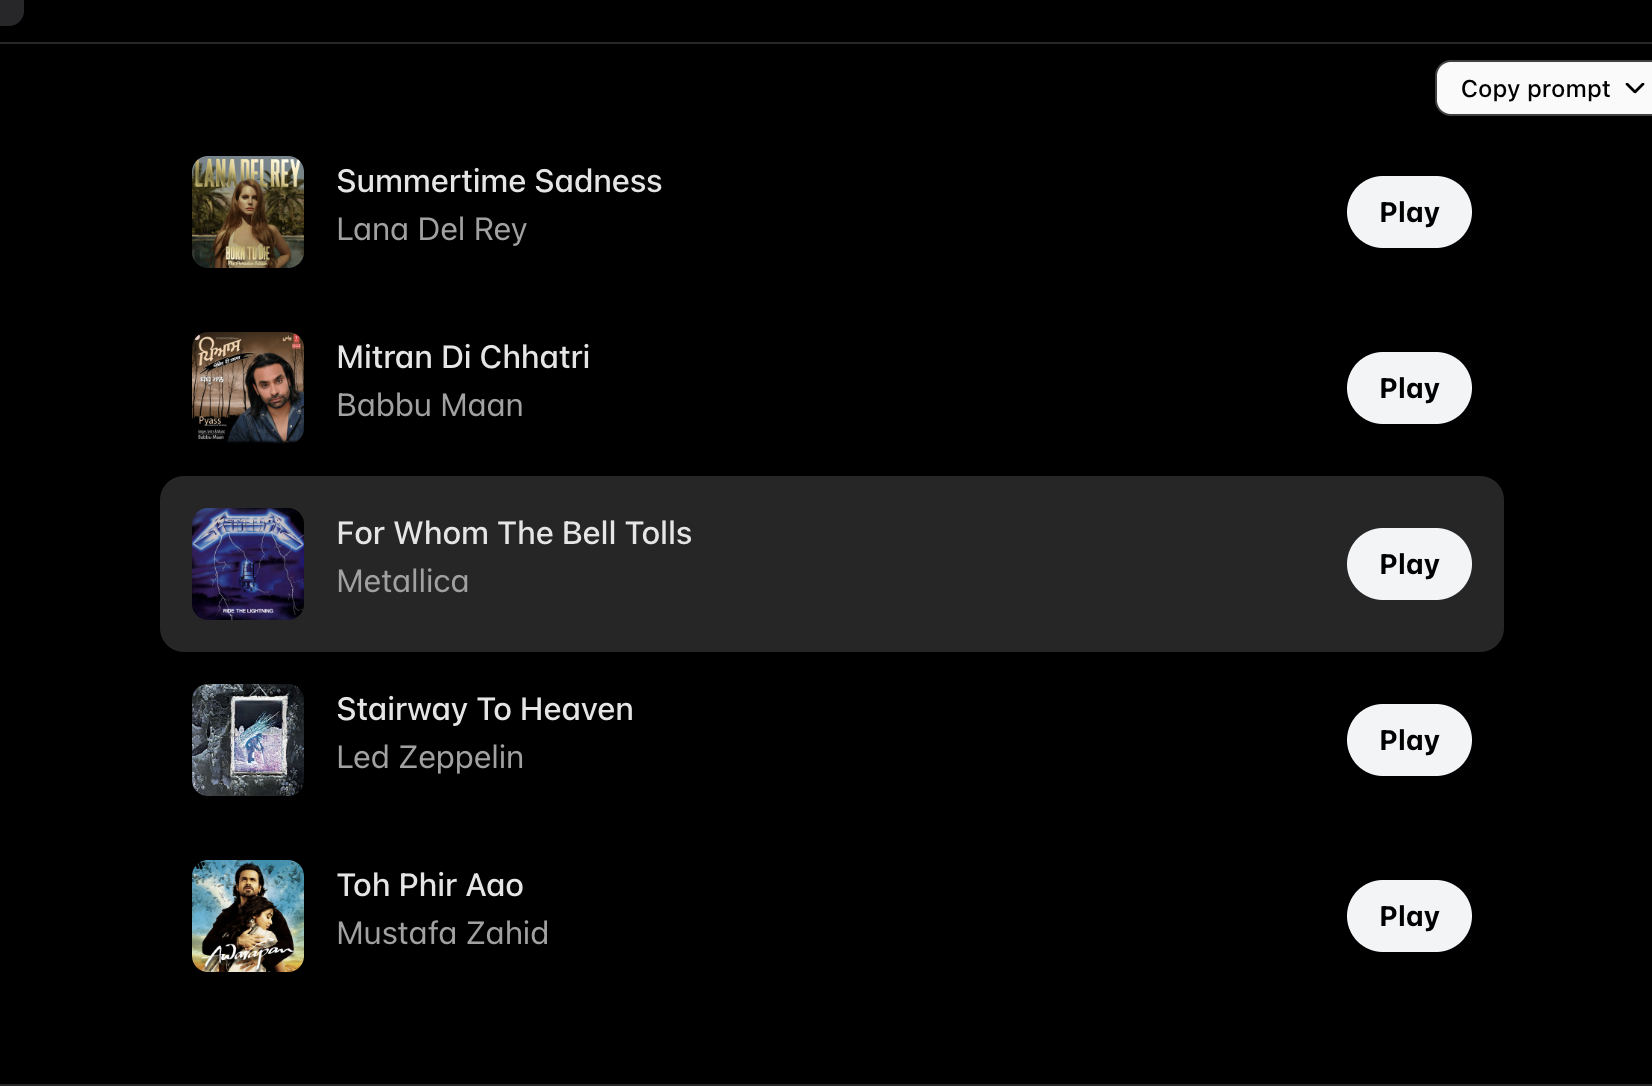 Copy prompt
LANA DEL REY
BORN TO DIE
Summertime Sadness
Lana Del Rey
Play
ਪਿਆਸ
Pyass
Babbu Maan
Mitran Di Chhatri
Babbu Maan
Play
METALLICA
RIDE THE LIGHTNING
For Whom The Bell Tolls
Metallica
Play
Stairway To Heaven
Led Zeppelin
Play
Awarapan
Toh Phir Aao
Mustafa Zahid
Play